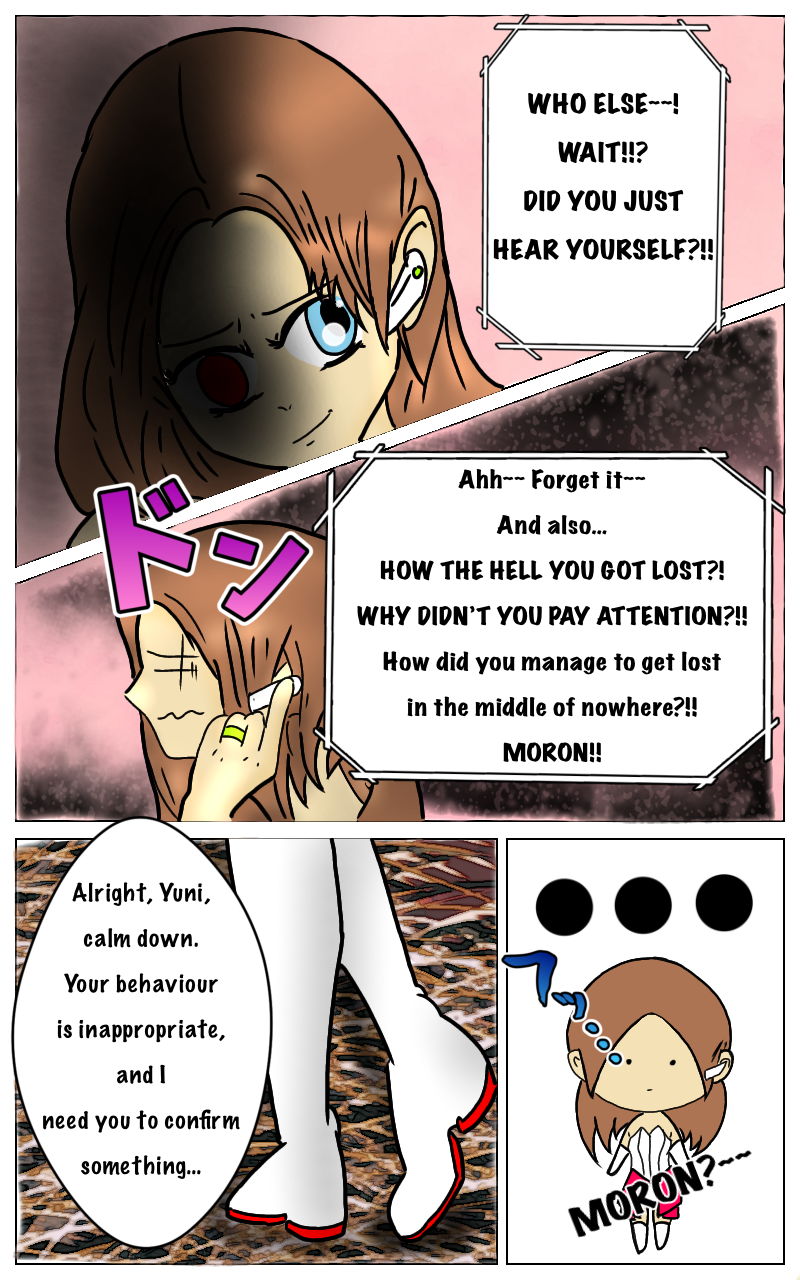 WHO ELSE~~!
WAIT!!?
DID YOU JUST
HEAR YOURSELF?!!
Ahh~~ Forget it~~
And also...
HOW THE HELL YOU GOT LOST?!
WHY DIDN'T YOU PAY ATTENTION?!!
How did you manage to get lost
in the middle of nowhere?!!
MORON!!
ドン
Alright, Yuni,
calm down.
Your behaviour
is inappropriate,
and I
need you to confirm
something...
フッ
MORON?~~